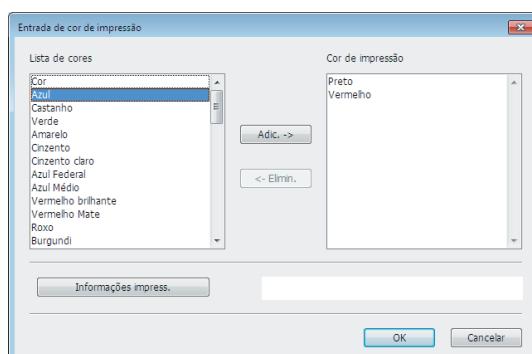 Entrada de cor de impressão
Lista de cores
Cor de impressão
Cor
Azul
Castanho
Verde
Amarelo
Cinzento
Cinzento claro
Azul Federal
Azul Médio
Vermelho brilhante
Vermelho Mate
Roxo
Burgundi
Adic. ->
<- Elimin.
Preto
Vermelho
Informações impress.
OK
Cancelar